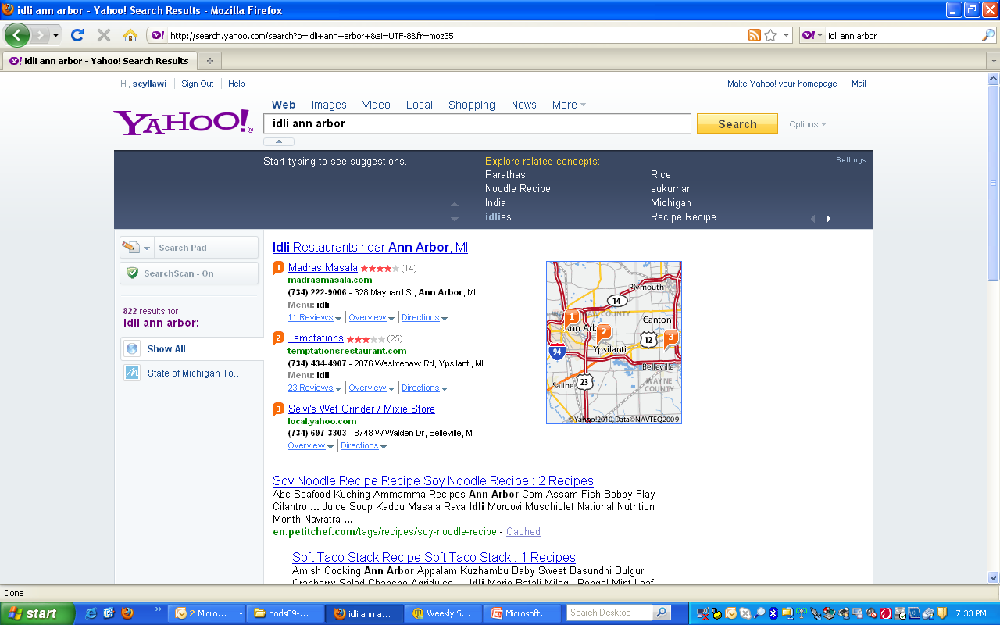 idli ann arbor - Yahoo! Search Results - Mozilla Firefox
http://search.yahoo.com/search?p=idli+ann+arbor+&ei=UTF-8&fr=moz35
idli ann arbor
idli ann arbor - Yahoo! Search Results
Hi, scyllawi Sign Out Help Make Yahoo! your homepage Mail
Web Images Video Local Shopping News More
YAHOO!®
idli ann arbor Search Options
Start typing to see suggestions.
Explore related concepts: Settings
Parathas Rice
Noodle Recipe sukumari
India Michigan
idlies Recipe Recipe
Search Pad
SearchScan - On
822 results for
idli ann arbor:
Show All
State of Michigan To...
Idli Restaurants near Ann Arbor, MI
1 Madras Masala (14)
madrasmasala.com
(734) 222-9006 - 328 Maynard St, Ann Arbor, MI
Menu: idli
11 Reviews Overview Directions
2 Temptations (25)
temptationsrestaurant.com
(734) 434-4907 - 2876 Washtenaw Rd, Ypsilanti, MI
Menu: idli
23 Reviews Overview Directions
3 Selvi's Wet Grinder / Mixie Store
local.yahoo.com
(734) 697-3303 - 8748 W Walden Dr, Belleville, MI
Overview Directions
Plymouth
14
COUNTY
Canton
1
nn Arb
2
12
3
94
Ypsilanti
Belleville
WAYNE
COUNTY
Saline
23
©Yahoo!2010,Data©NAVTEQ2009
Soy Noodle Recipe Recipe Soy Noodle Recipe : 2 Recipes
Abc Seafood Kuching Ammamma Recipes Ann Arbor Com Assam Fish Bobby Flay
Cilantro ... Juice Soup Kaddu Masala Rava Idli Morcovi Muschiulet National Nutrition
Month Navratra ...
en.petitchef.com/tags/recipes/soy-noodle-recipe - Cached
Soft Taco Stack Recipe Soft Taco Stack : 1 Recipes
Amish Cooking Ann Arbor Appalam Kuzhambu Baby Sweet Basundhi Bulgur
Cranberry Salad Chancho Agridulce ... Idli Mario Batali Milagu Pongal Mint Leaf
Done
start 2 Micro... pods09-... idli ann a... Weekly S... Microsoft... Search Desktop 7:33 PM